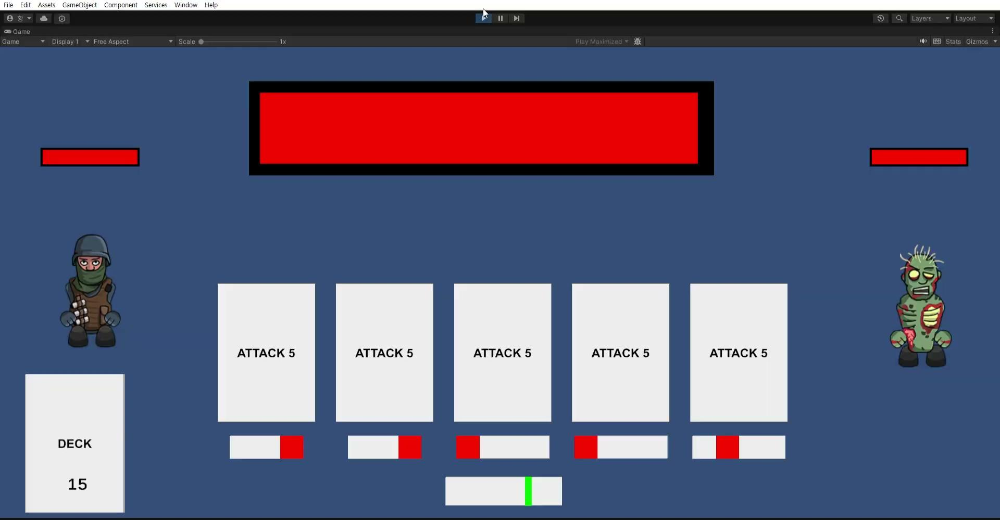 File Edit Assets GameObject Component Services Window Help
황 Layers Layout
Game
Game Display 1 Free Aspect Scale 1x Play Maximized Stats Gizmos
ATTACK 5 ATTACK 5 ATTACK 5 ATTACK 5 ATTACK 5
DECK
15